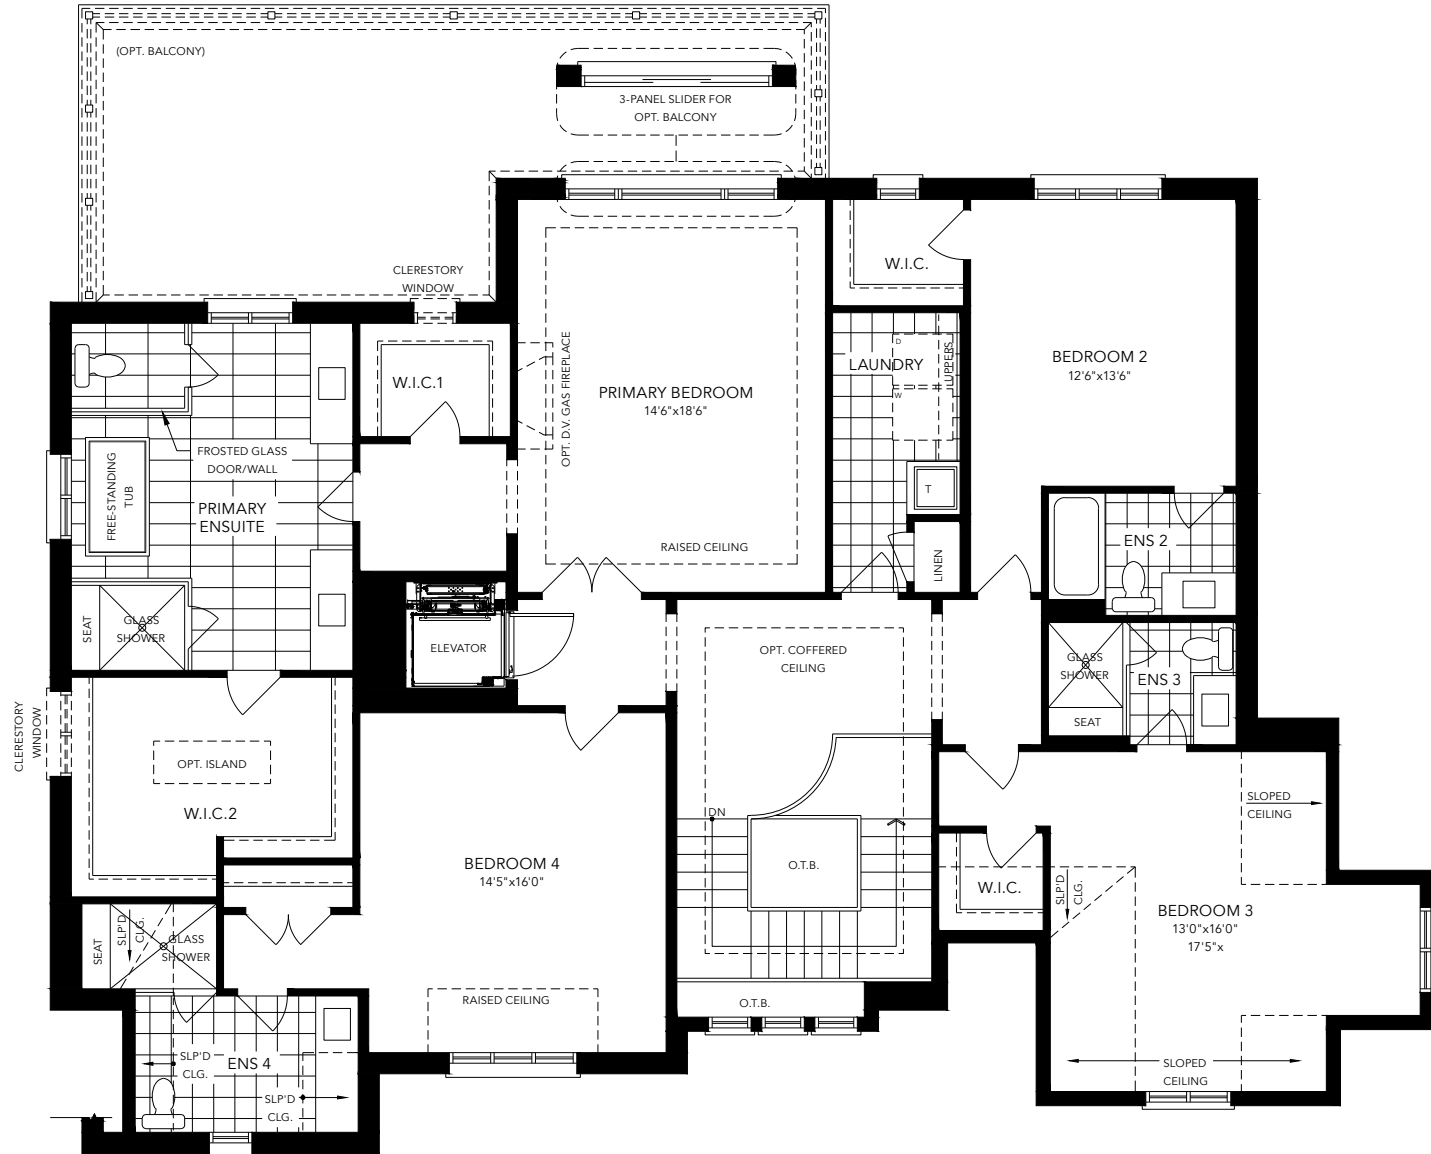 (OPT. BALCONY)
3-PANEL SLIDER FOR
OPT. BALCONY
CLERESTORY
WINDOW
W.I.C.
W.I.C.1
OPT. D.V. GAS FIREPLACE
PRIMARY BEDROOM
14'6"x18'6"
RAISED CEILING
LAUNDRY
D
W
UPPERS
T
LINEN
BEDROOM 2
12'6"x13'6"
FROSTED GLASS
DOOR/WALL
FREE-STANDING
TUB
PRIMARY
ENSUITE
SEAT
GLASS
SHOWER
ELEVATOR
OPT. COFFERED
CEILING
ENS 2
GLASS
SHOWER
SEAT
ENS 3
CLERESTORY
WINDOW
OPT. ISLAND
W.I.C.2
BEDROOM 4
14'5"x16'0"
RAISED CEILING
DN
O.T.B.
O.T.B.
W.I.C.
SLP'D
CLG.
SLOPED
CEILING
BEDROOM 3
13'0"x16'0"
17'5"x
SLOPED
CEILING
SEAT
SLP'D
CLG.
GLASS
SHOWER
ENS 4
SLP'D
CLG.
SLP'D
CLG.